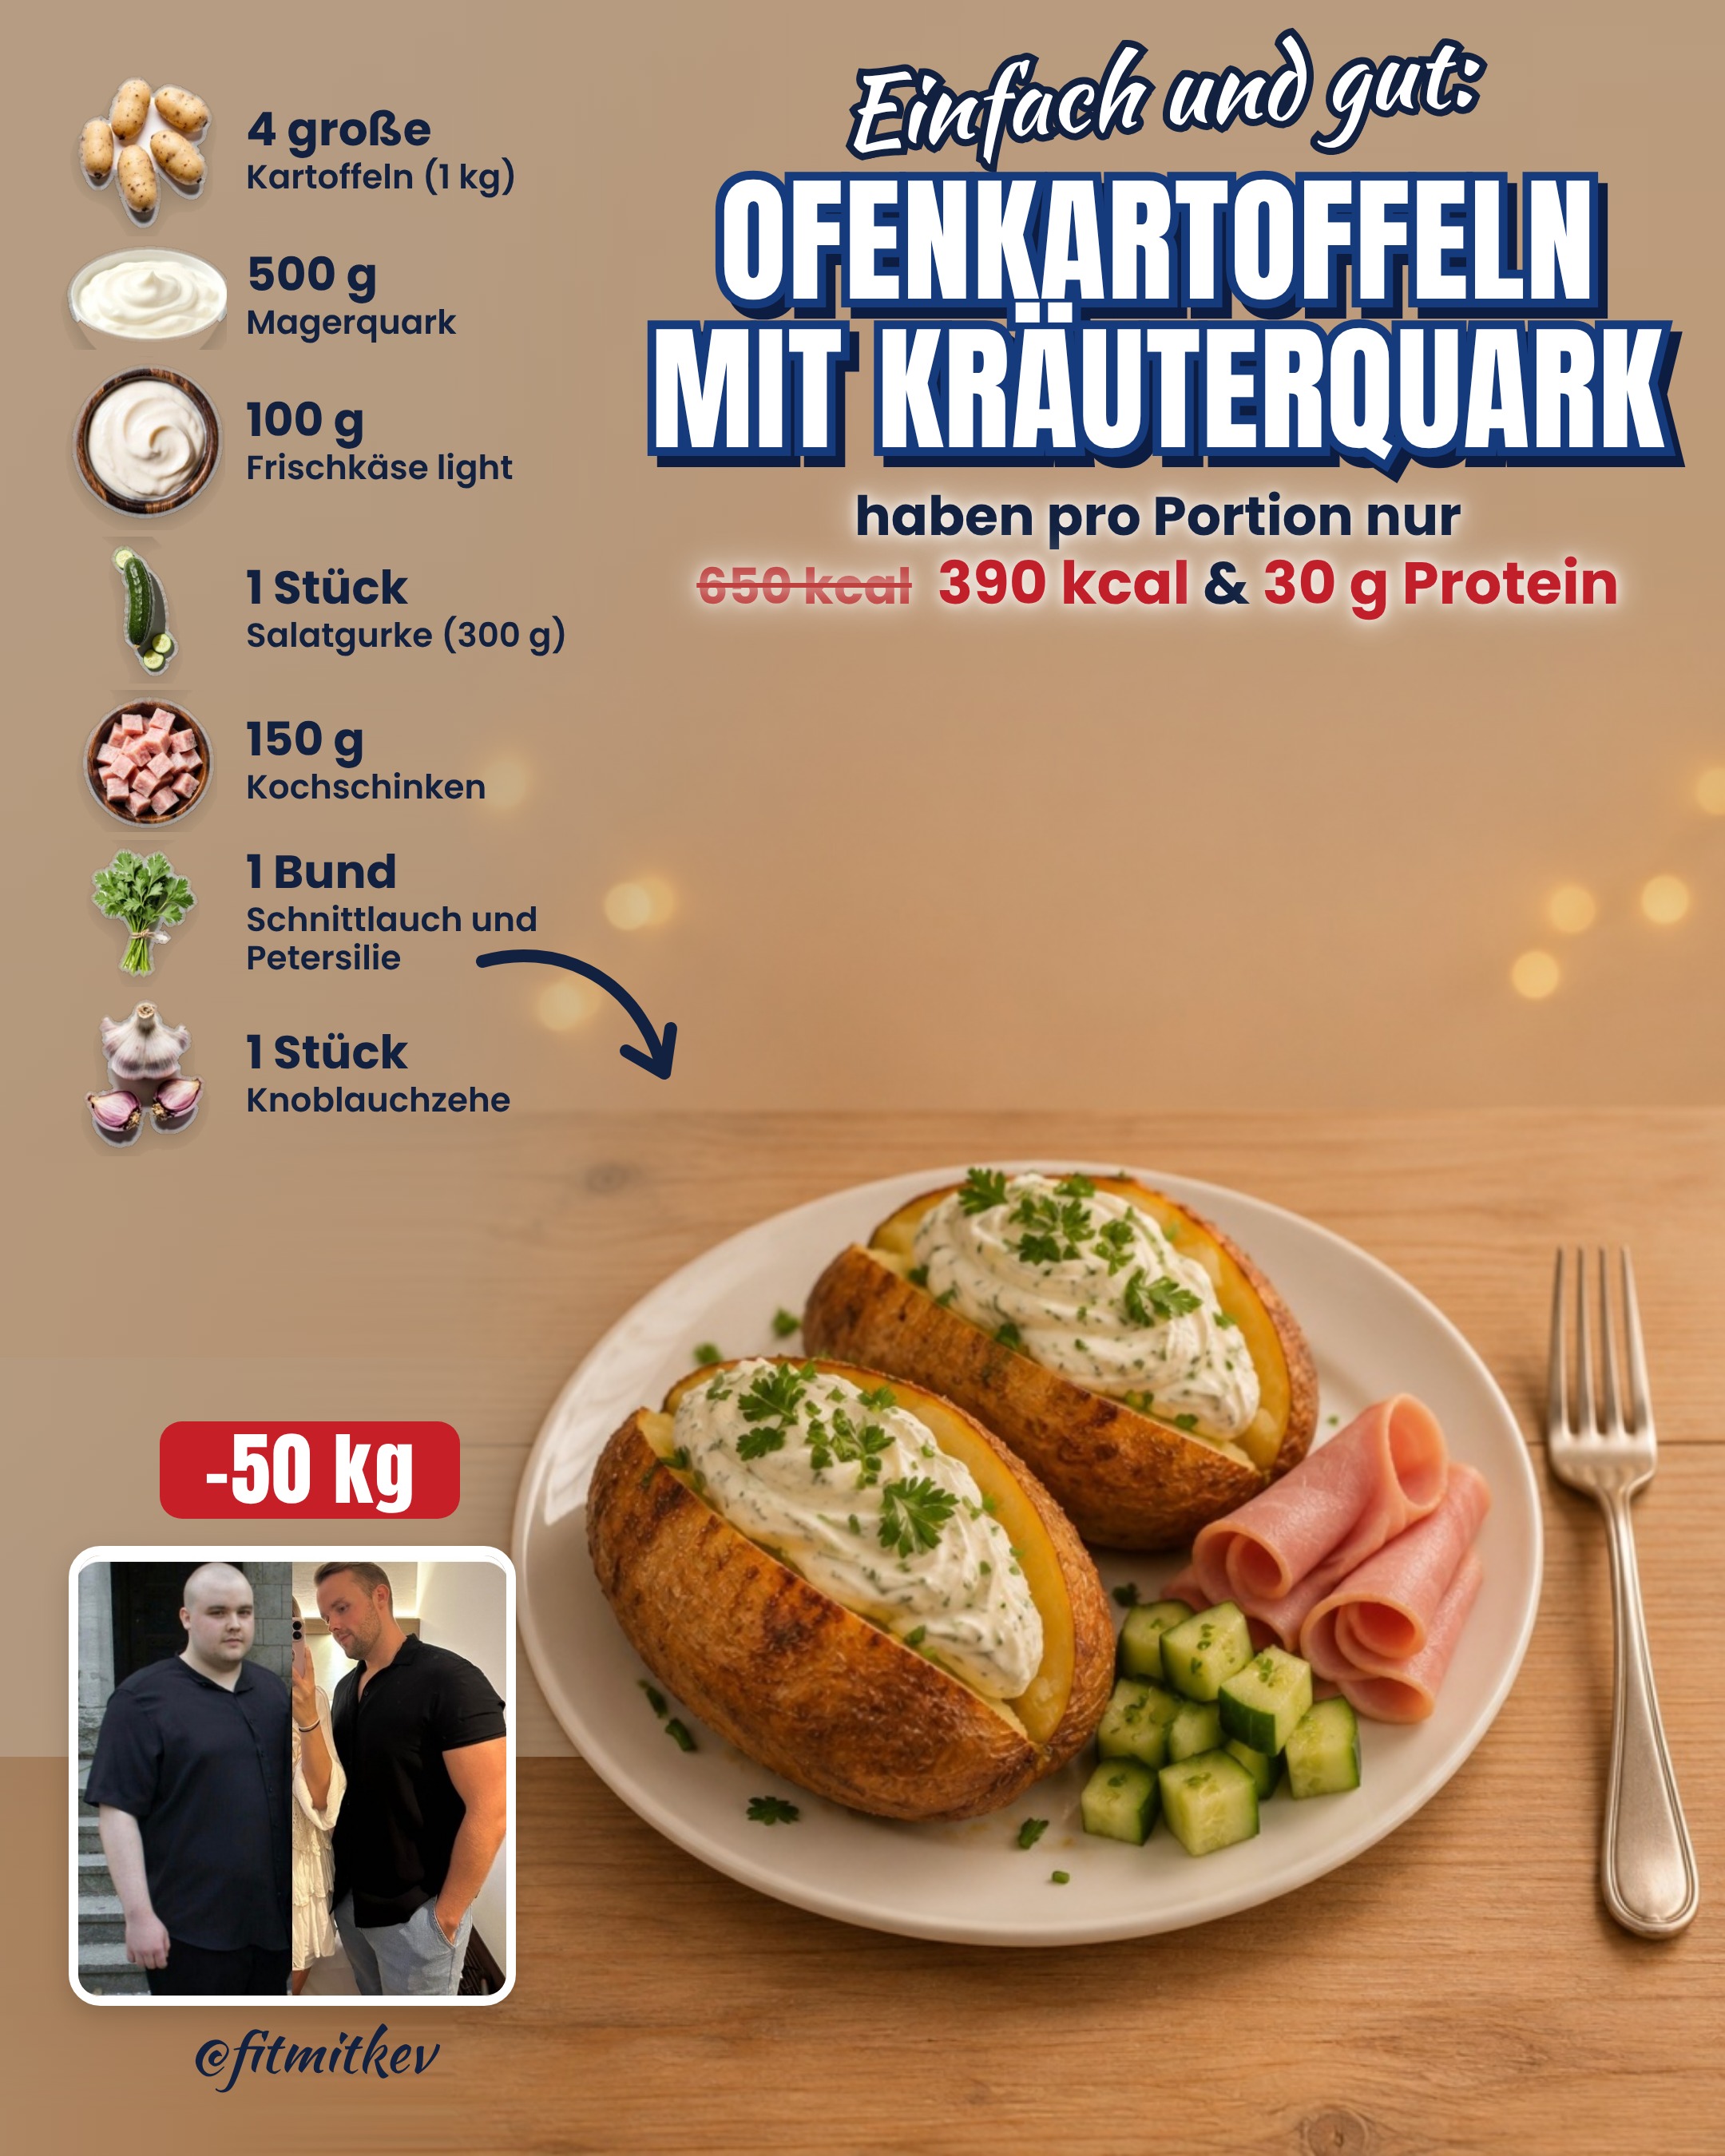 Einfach und gut:
OFENKARTOFFELN
MIT KRÄUTERQUARK
haben pro Portion nur
650 kcal 390 kcal & 30 g Protein
4 große
Kartoffeln (1 kg)
500 g
Magerquark
100 g
Frischkäse light
1 Stück
Salatgurke (300 g)
150 g
Kochschinken
1 Bund
Schnittlauch und
Petersilie
1 Stück
Knoblauchzehe
-50 kg
@fitmitkev